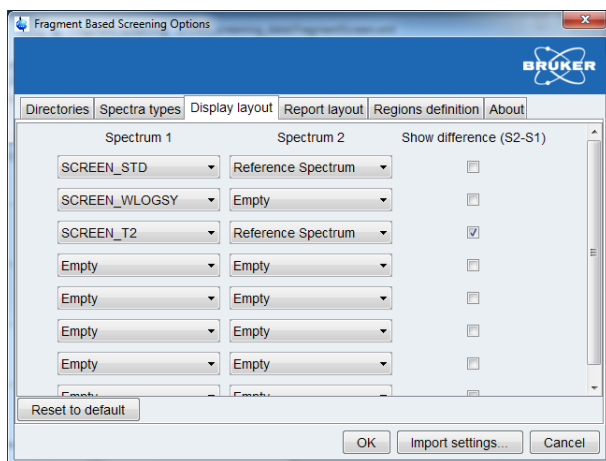 Fragment Based Screening Options
BRUKER
Directories Spectra types Display layout Report layout Regions definition About
Spectrum 1 Spectrum 2 Show difference (S2-S1)
SCREEN_STD Reference Spectrum
SCREEN_WLOGSY Empty
SCREEN_T2 Reference Spectrum
Empty Empty
Empty Empty
Empty Empty
Empty Empty
Empty Empty
Reset to default
OK Import settings... Cancel